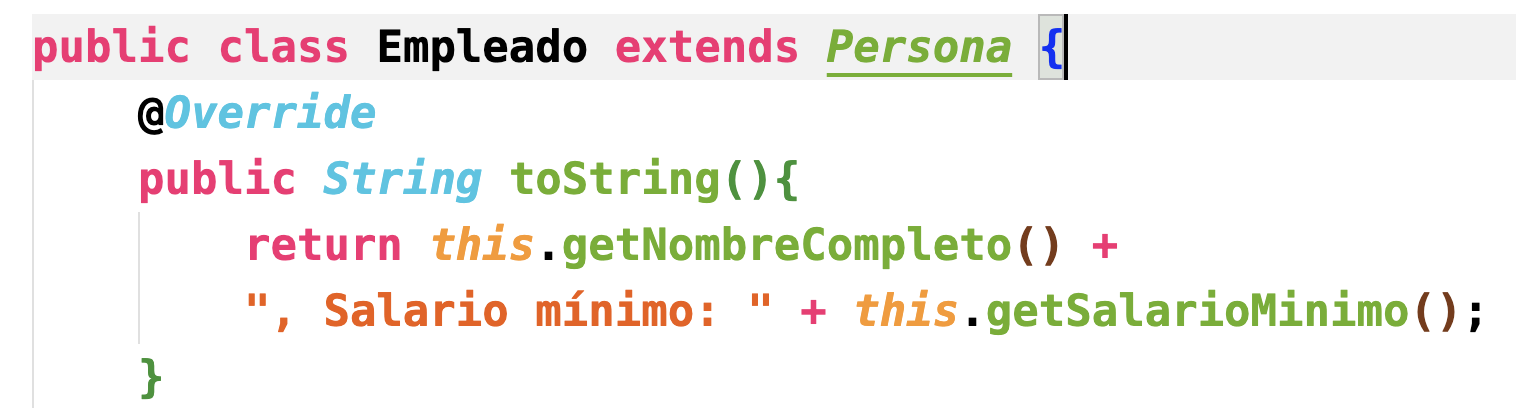 public class Empleado extends Persona {
@Override
public String toString(){
return this.getNombreCompleto() +
", Salario mínimo: " + this.getSalarioMinimo();
}